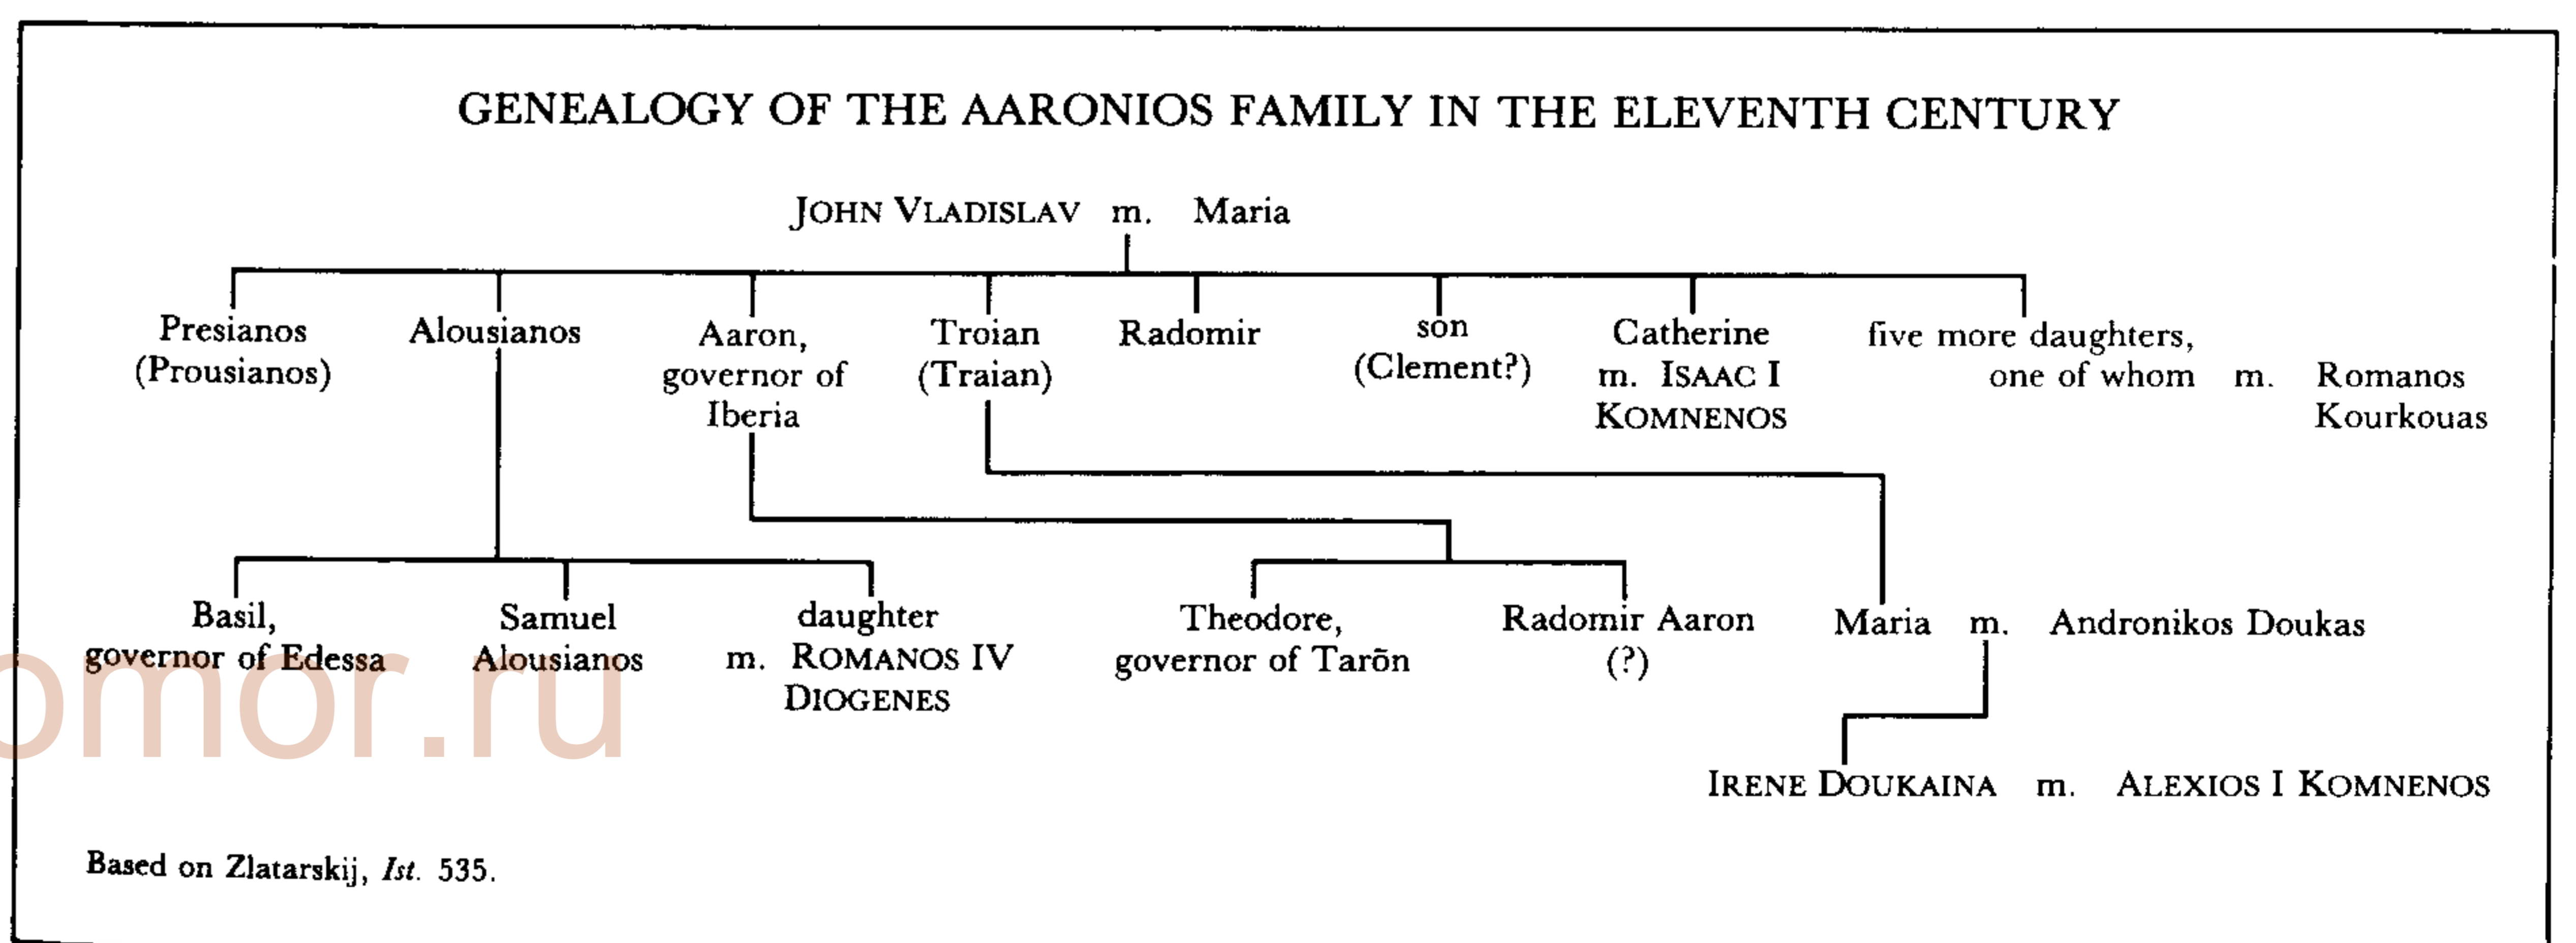 GENEALOGY OF THE AARONIOS FAMILY IN THE ELEVENTH CENTURY
JOHN VLADISLAV m. Maria
Presianos
(Prousianos)
Alousianos
Aaron,
governor of
Iberia
Troian
(Traian)
Radomir
son
(Clement?)
Catherine
m. ISAAC I
KOMNENOS
five more daughters,
one of whom m. Romanos
Kourkouas
Basil,
governor of Edessa
Samuel
Alousianos
daughter
m. ROMANOS IV
DIOGENES
Theodore,
governor of Tarōn
Radomir Aaron
(?)
Maria m. Andronikos Doukas
IRENE DOUKAINA m. ALEXIOS I KOMNENOS
Based on Zlatarskij, Ist. 535.
omor.ru